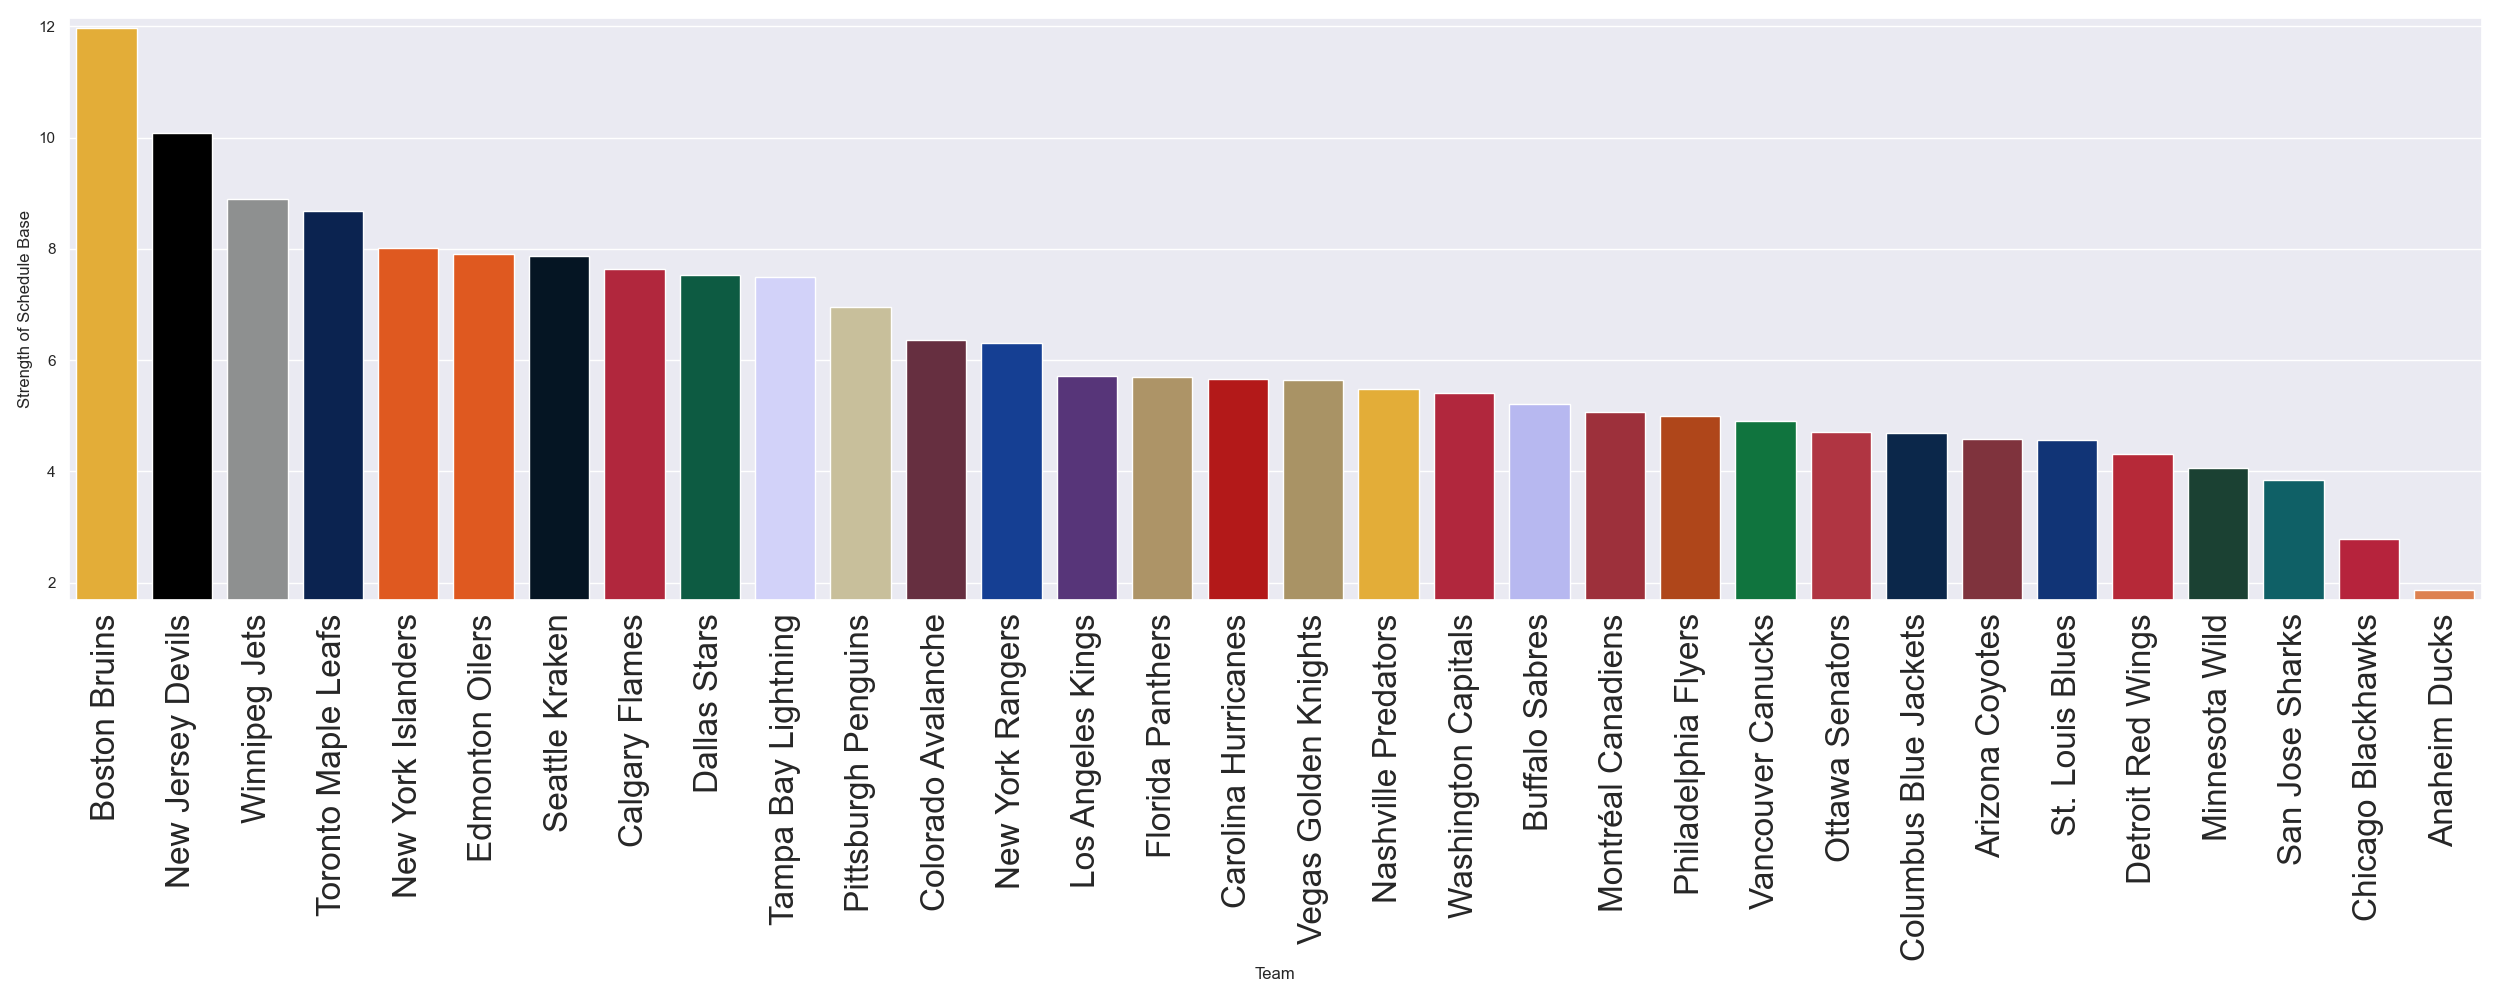 12
10
8
6
4
2
Strength of Schedule Base
Boston Bruins
New Jersey Devils
Winnipeg Jets
Toronto Maple Leafs
New York Islanders
Edmonton Oilers
Seattle Kraken
Calgary Flames
Dallas Stars
Tampa Bay Lightning
Pittsburgh Penguins
Colorado Avalanche
New York Rangers
Los Angeles Kings
Florida Panthers
Carolina Hurricanes
Vegas Golden Knights
Nashville Predators
Washington Capitals
Buffalo Sabres
Montréal Canadiens
Philadelphia Flyers
Vancouver Canucks
Ottawa Senators
Columbus Blue Jackets
Arizona Coyotes
St. Louis Blues
Detroit Red Wings
Minnesota Wild
San Jose Sharks
Chicago Blackhawks
Anaheim Ducks
Team